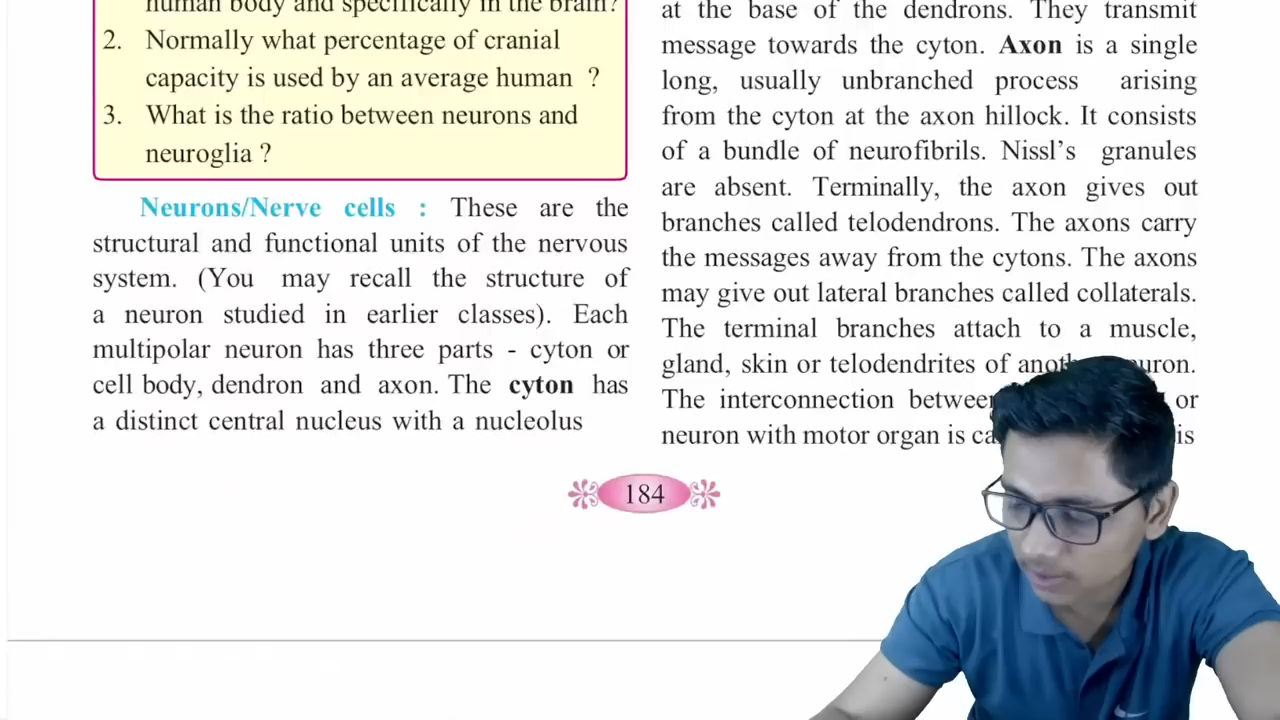 human body and specifically in the brain?
2. Normally what percentage of cranial
capacity is used by an average human ?
3. What is the ratio between neurons and
neuroglia ?
Neurons/Nerve cells : These are the
structural and functional units of the nervous
system. (You may recall the structure of
a neuron studied in earlier classes). Each
multipolar neuron has three parts - cyton or
cell body, dendron and axon. The cyton has
a distinct central nucleus with a nucleolus
at the base of the dendrons. They transmit
message towards the cyton. Axon is a single
long, usually unbranched process arising
from the cyton at the axon hillock. It consists
of a bundle of neurofibrils. Nissl's granules
are absent. Terminally, the axon gives out
branches called telodendrons. The axons carry
the messages away from the cytons. The axons
may give out lateral branches called collaterals.
The terminal branches attach to a muscle,
gland, skin or telodendrites of
The interconnection or
neuron with motor organ is is
184